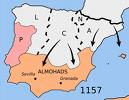 L N
I A
P C
ALMOHADS
Sevilla
Granada
1157